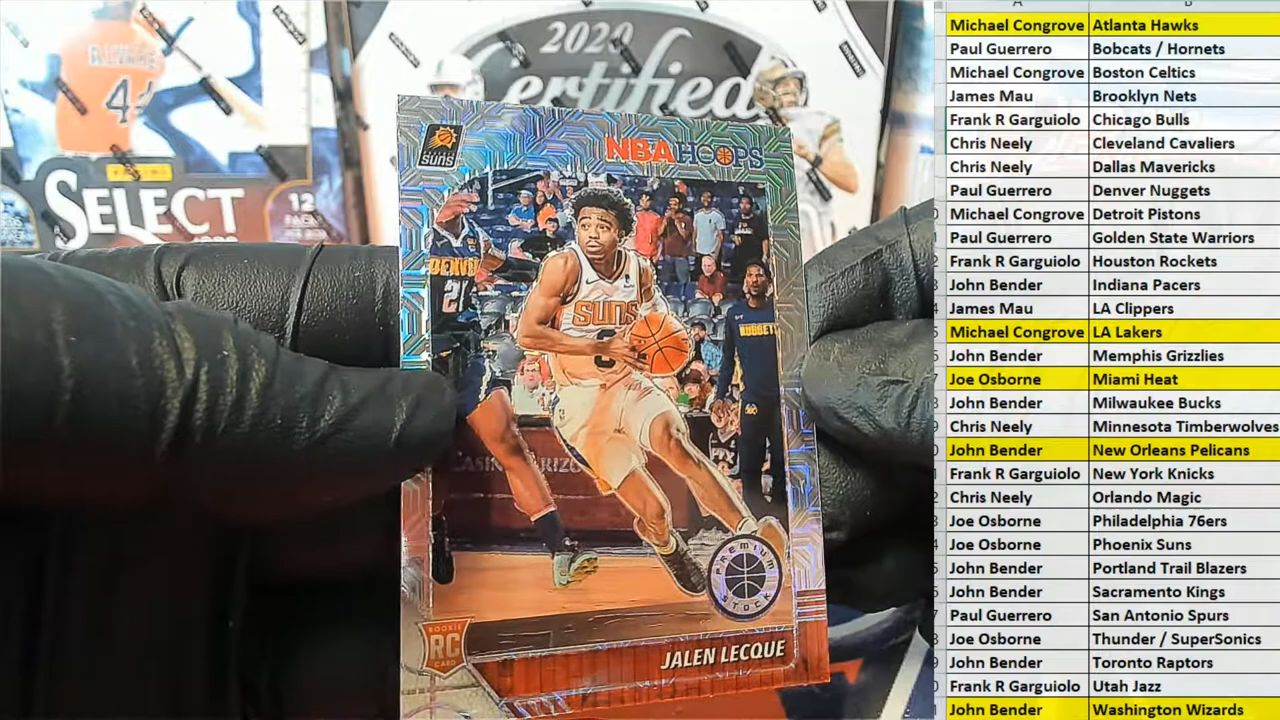 A B
Michael Congrove Atlanta Hawks
Paul Guerrero Bobcats / Hornets
Michael Congrove Boston Celtics
James Mau Brooklyn Nets
Frank R Garguiolo Chicago Bulls
Chris Neely Cleveland Cavaliers
Chris Neely Dallas Mavericks
Paul Guerrero Denver Nuggets
Michael Congrove Detroit Pistons
Paul Guerrero Golden State Warriors
Frank R Garguiolo Houston Rockets
John Bender Indiana Pacers
James Mau LA Clippers
Michael Congrove LA Lakers
John Bender Memphis Grizzlies
Joe Osborne Miami Heat
John Bender Milwaukee Bucks
Chris Neely Minnesota Timberwolves
John Bender New Orleans Pelicans
Frank R Garguiolo New York Knicks
Chris Neely Orlando Magic
Joe Osborne Philadelphia 76ers
Joe Osborne Phoenix Suns
John Bender Portland Trail Blazers
John Bender Sacramento Kings
Paul Guerrero San Antonio Spurs
Joe Osborne Thunder / SuperSonics
John Bender Toronto Raptors
Frank R Garguiolo Utah Jazz
John Bender Washington Wizards
2020
Certified
PANINI
SELECT
12
44
SUNS
NBA HOOPS
DENVER
21
SUNS
NUGGETS
PREMIUM
STOCK
ROOKIE
RC
CARD
JALEN LECQUE